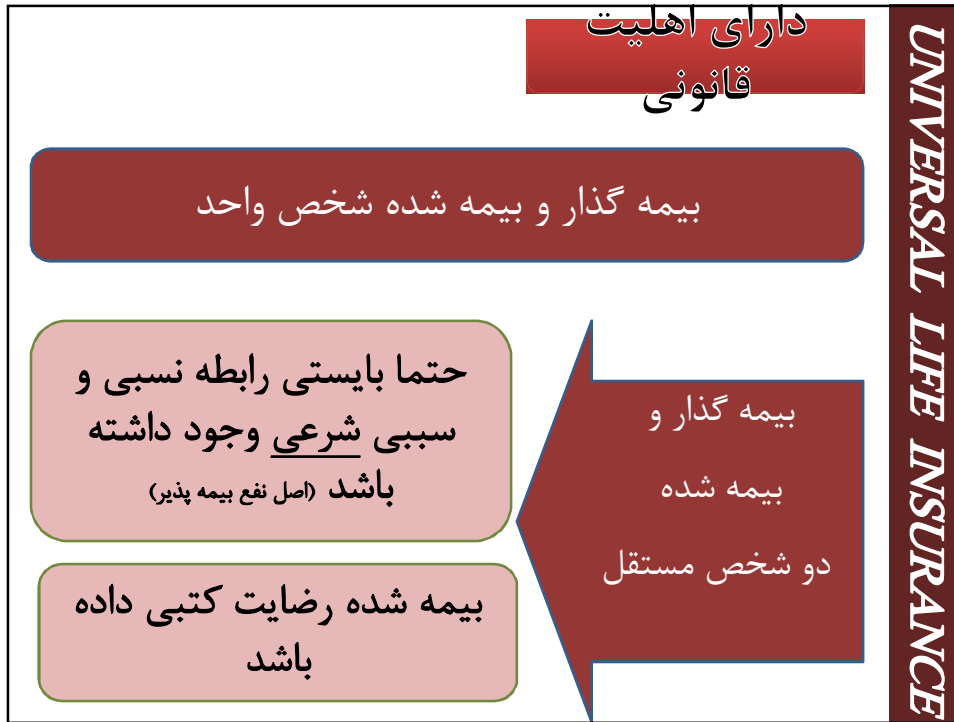 دارای اهلیت
قانونی
بیمه گذار و بیمه شده شخص واحد
بیمه گذار و
بیمه شده
دو شخص مستقل
حتما بایستی رابطه نسبی و
سببی شرعی وجود داشته
باشد (اصل نفع بیمه پذیر)
بیمه شده رضایت کتبی داده
باشد
UNIVERSAL LIFE INSURANCE